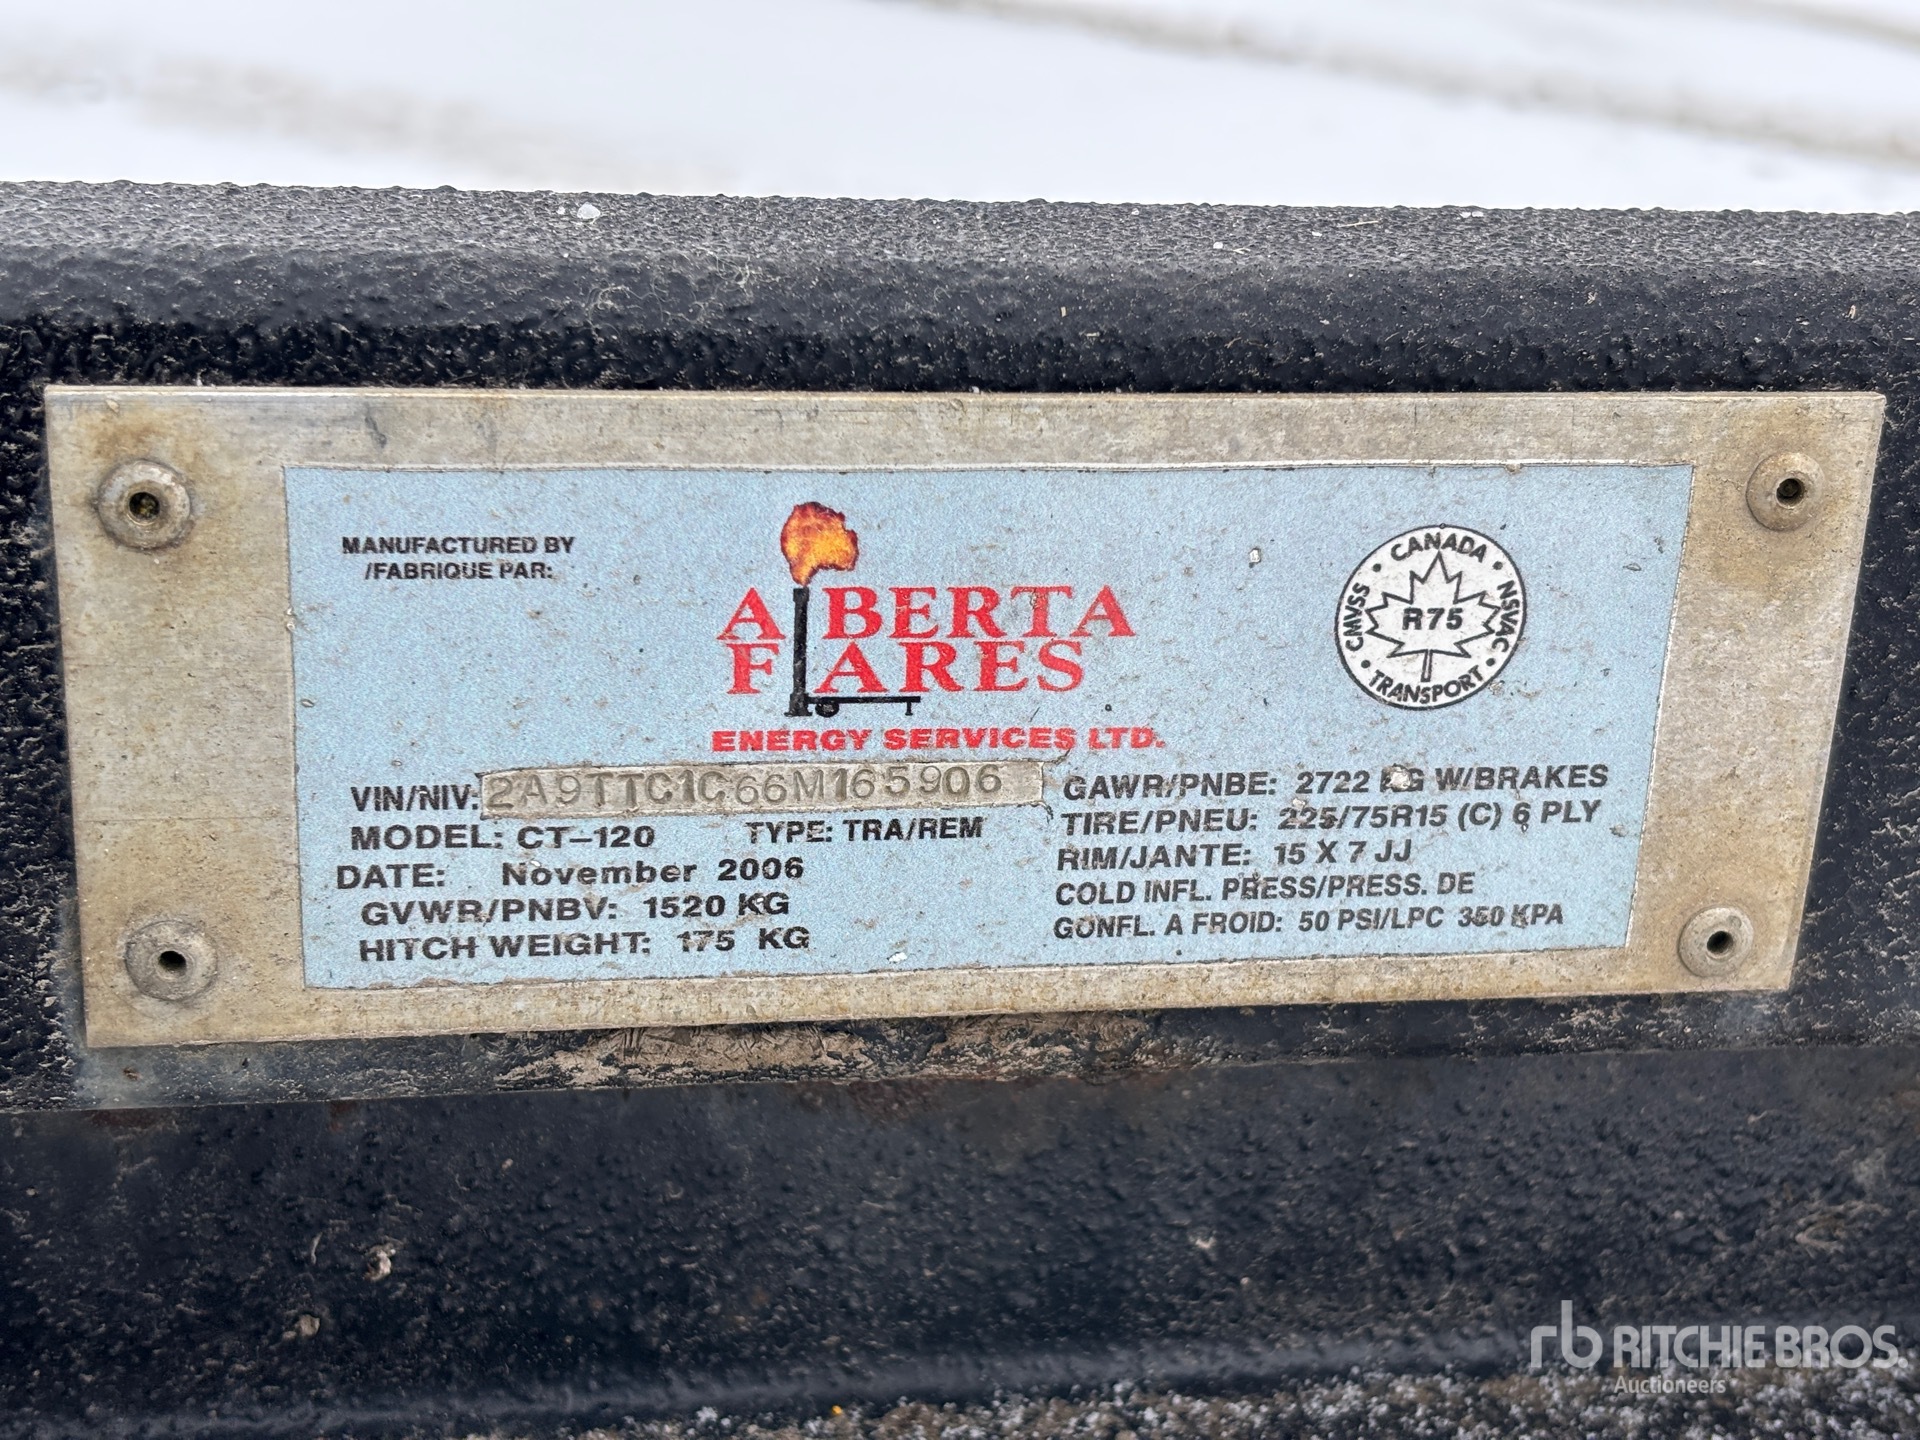 MANUFACTURED BY
/FABRIQUE PAR:
ALBERTA
FLARES
ENERGY SERVICES LTD.
CANADA
CMVSS
R75
NSVAC
TRANSPORT
VIN/NIV: 2A9TTC1C66M165906
MODEL: CT-120 TYPE: TRA/REM
DATE: November 2006
GVWR/PNBV: 1520 KG
HITCH WEIGHT: 175 KG
GAWR/PNBE: 2722 KG W/BRAKES
TIRE/PNEU: 225/75R15 (C) 6 PLY
RIM/JANTE: 15 X 7 JJ
COLD INFL. PRESS/PRESS. DE
GONFL. A FROID: 50 PSI/LPC 350 KPA
rb RITCHIE BROS.
Auctioneers